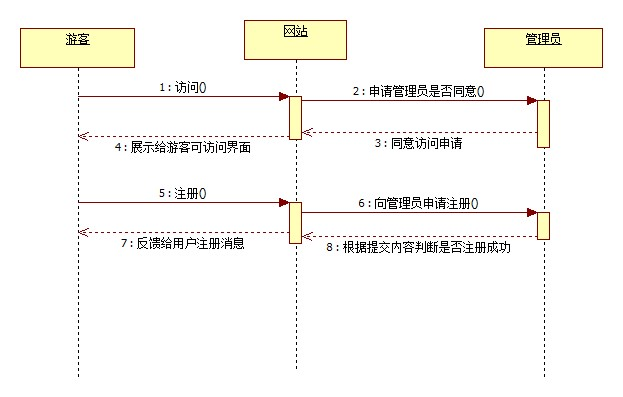 游客
网站
管理员
1 : 访问()
2 : 申请管理员是否同意()
3 : 同意访问申请
4 : 展示给游客可访问界面
5 : 注册()
6 : 向管理员申请注册()
7 : 反馈给用户注册消息
8 : 根据提交内容判断是否注册成功